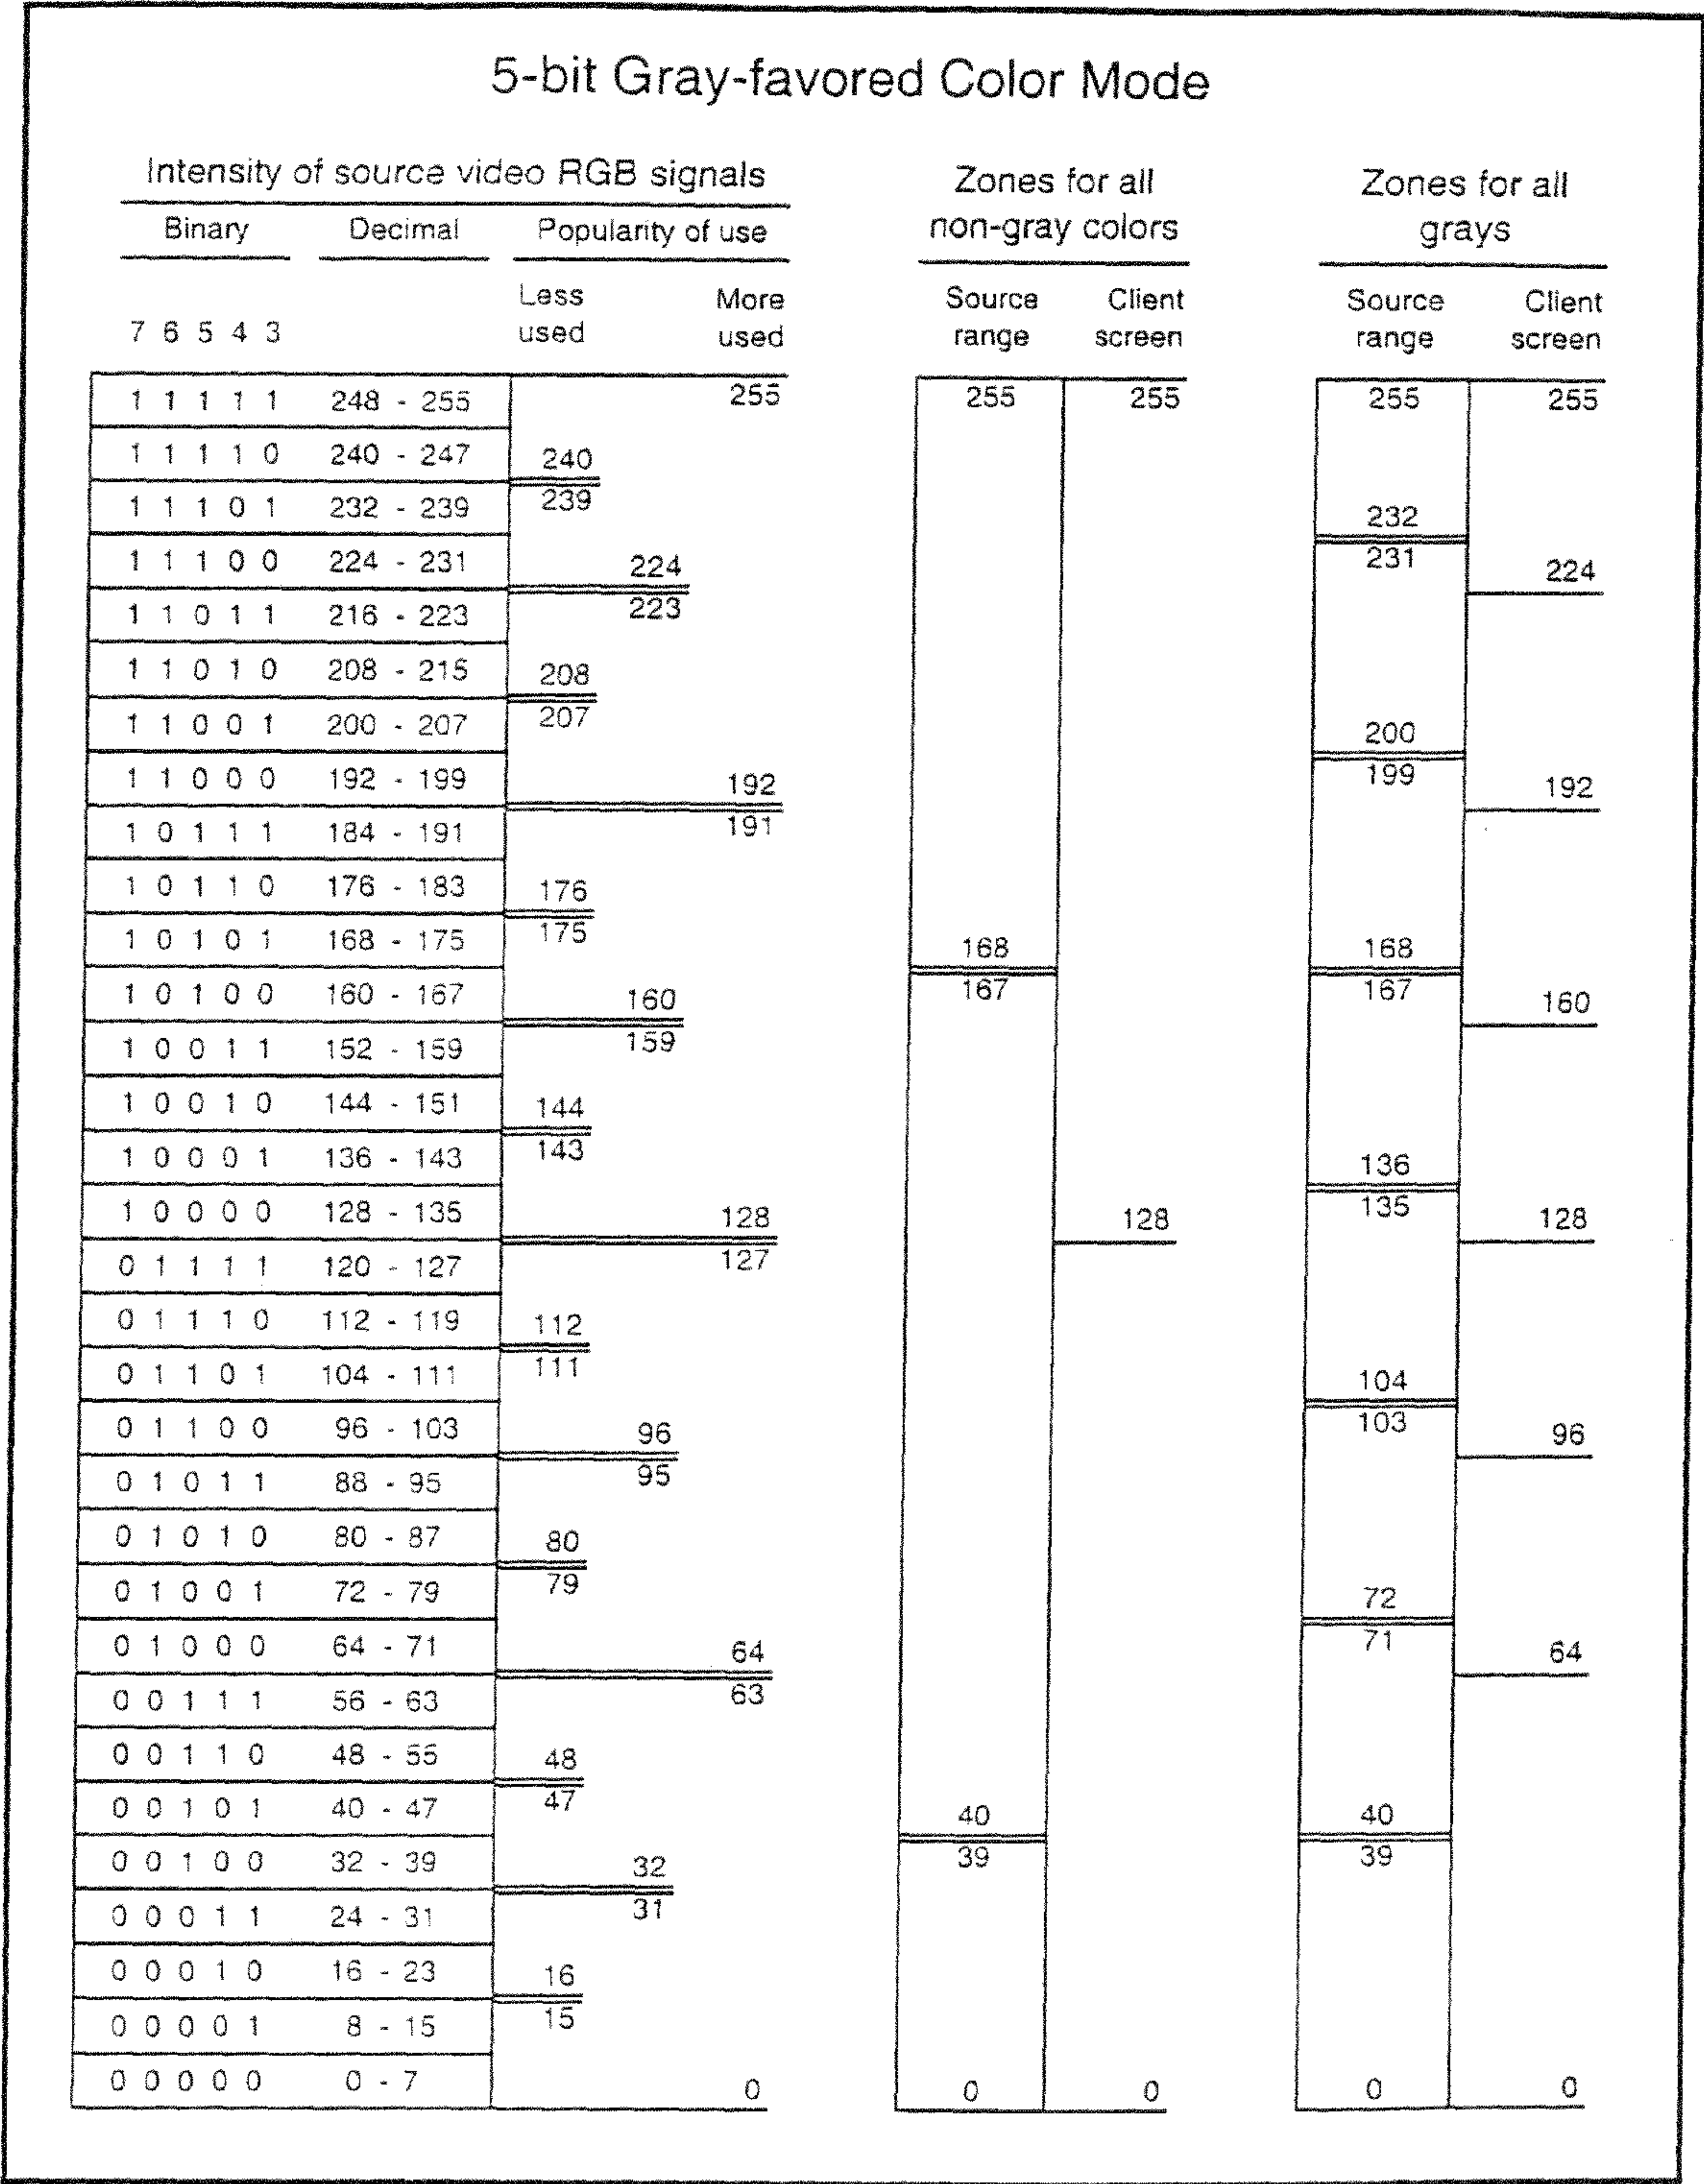 5-bit Gray-favored Color Mode
Intensity of source video RGB signals
Zones for all non-gray colors
Zones for all grays
Binary Decimal Popularity of use
7 6 5 4 3
Less used
More used
Source range
Client screen
Source range
Client screen
1 1 1 1 1 248 - 255 255 255 255 255 255
1 1 1 1 0 240 - 247 240
1 1 1 0 1 232 - 239 239 232
1 1 1 0 0 224 - 231 224 231 224
1 1 0 1 1 216 - 223 223
1 1 0 1 0 208 - 215 208
1 1 0 0 1 200 - 207 207 200
1 1 0 0 0 192 - 199 192 199 192
1 0 1 1 1 184 - 191 191
1 0 1 1 0 176 - 183 176
1 0 1 0 1 168 - 175 175 168 168
1 0 1 0 0 160 - 167 160 167 167 160
1 0 0 1 1 152 - 159 159
1 0 0 1 0 144 - 151 144
1 0 0 0 1 136 - 143 143 136
1 0 0 0 0 128 - 135 128 128 135 128
0 1 1 1 1 120 - 127 127
0 1 1 1 0 112 - 119 112
0 1 1 0 1 104 - 111 111 104
0 1 1 0 0 96 - 103 96 103 96
0 1 0 1 1 88 - 95 95
0 1 0 1 0 80 - 87 80
0 1 0 0 1 72 - 79 79 72
0 1 0 0 0 64 - 71 64 71 64
0 0 1 1 1 56 - 63 63
0 0 1 1 0 48 - 55 48
0 0 1 0 1 40 - 47 47 40 40
0 0 1 0 0 32 - 39 32 39 39
0 0 0 1 1 24 - 31 31
0 0 0 1 0 16 - 23 16
0 0 0 0 1 8 - 15 15
0 0 0 0 0 0 - 7 0 0 0 0 0